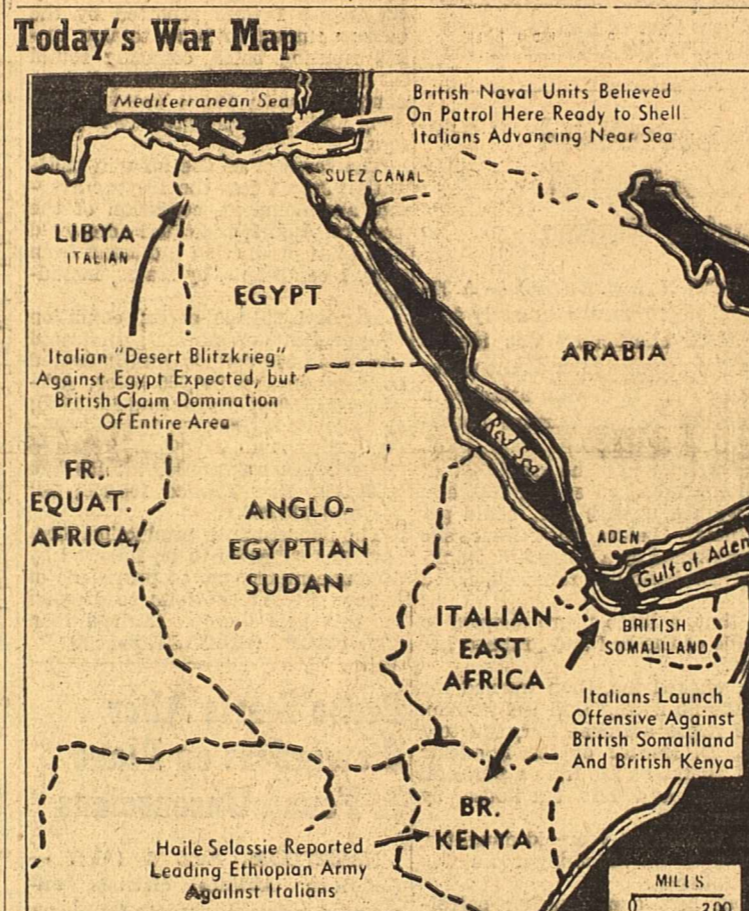 Today's War Map
Mediterranean Sea
British Naval Units Believed
On Patrol Here Ready to Shell
Italians Advancing Near Sea
SUEZ CANAL
LIBYA
ITALIAN
EGYPT
ARABIA
Italian "Desert Blitzkrieg"
Against Egypt Expected, but
British Claim Domination
Of Entire Area
Red Sea
FR.
EQUAT.
AFRICA
ANGLO-
EGYPTIAN
SUDAN
ADEN
Gulf of Aden
ITALIAN
EAST
AFRICA
BRITISH
SOMALILAND
Italians Launch
Offensive Against
British Somaliland
And British Kenya
BR.
KENYA
Haile Selassie Reported
Leading Ethiopian Army
Agailnst Italians
MILES
0 200